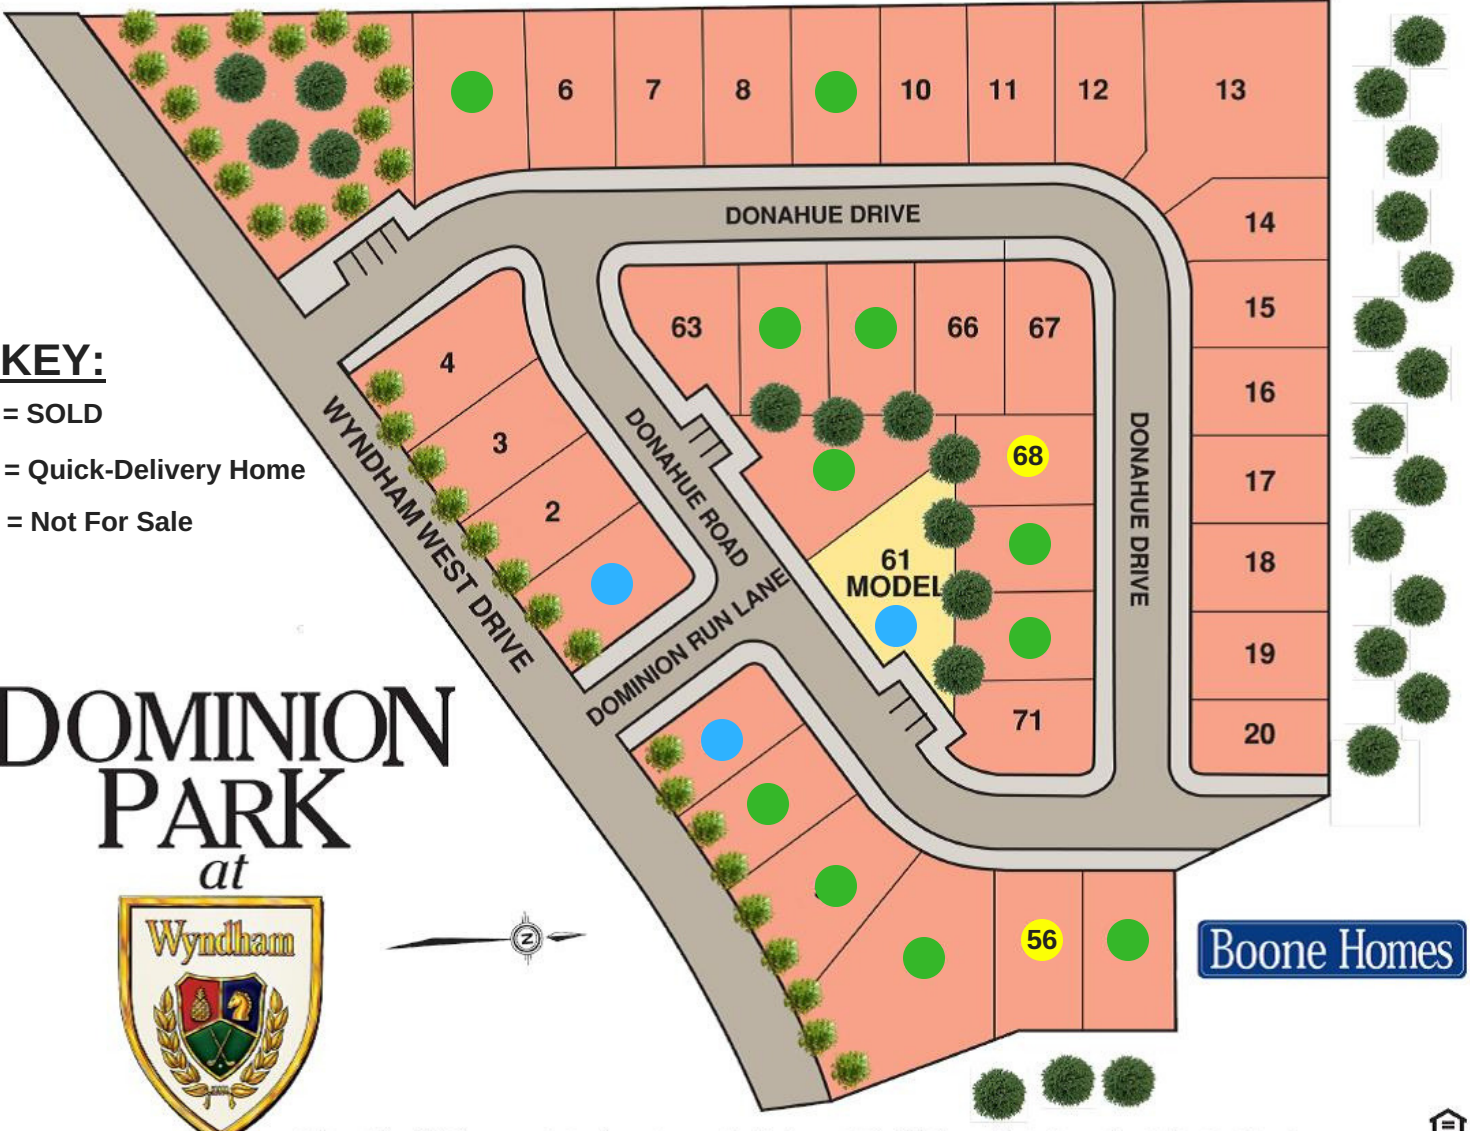 6
7
8
10
11
12
13
DONAHUE DRIVE
14
15
16
17
18
19
20
63
66
67
4
3
2
KEY:
= SOLD
= Quick-Delivery Home
= Not For Sale
WYNDHAM WEST DRIVE
DONAHUE ROAD
DOMINION RUN LANE
DONAHUE DRIVE
68
61
MODEL
71
56
DOMINION
PARK
at
Wyndham
N
Boone Homes